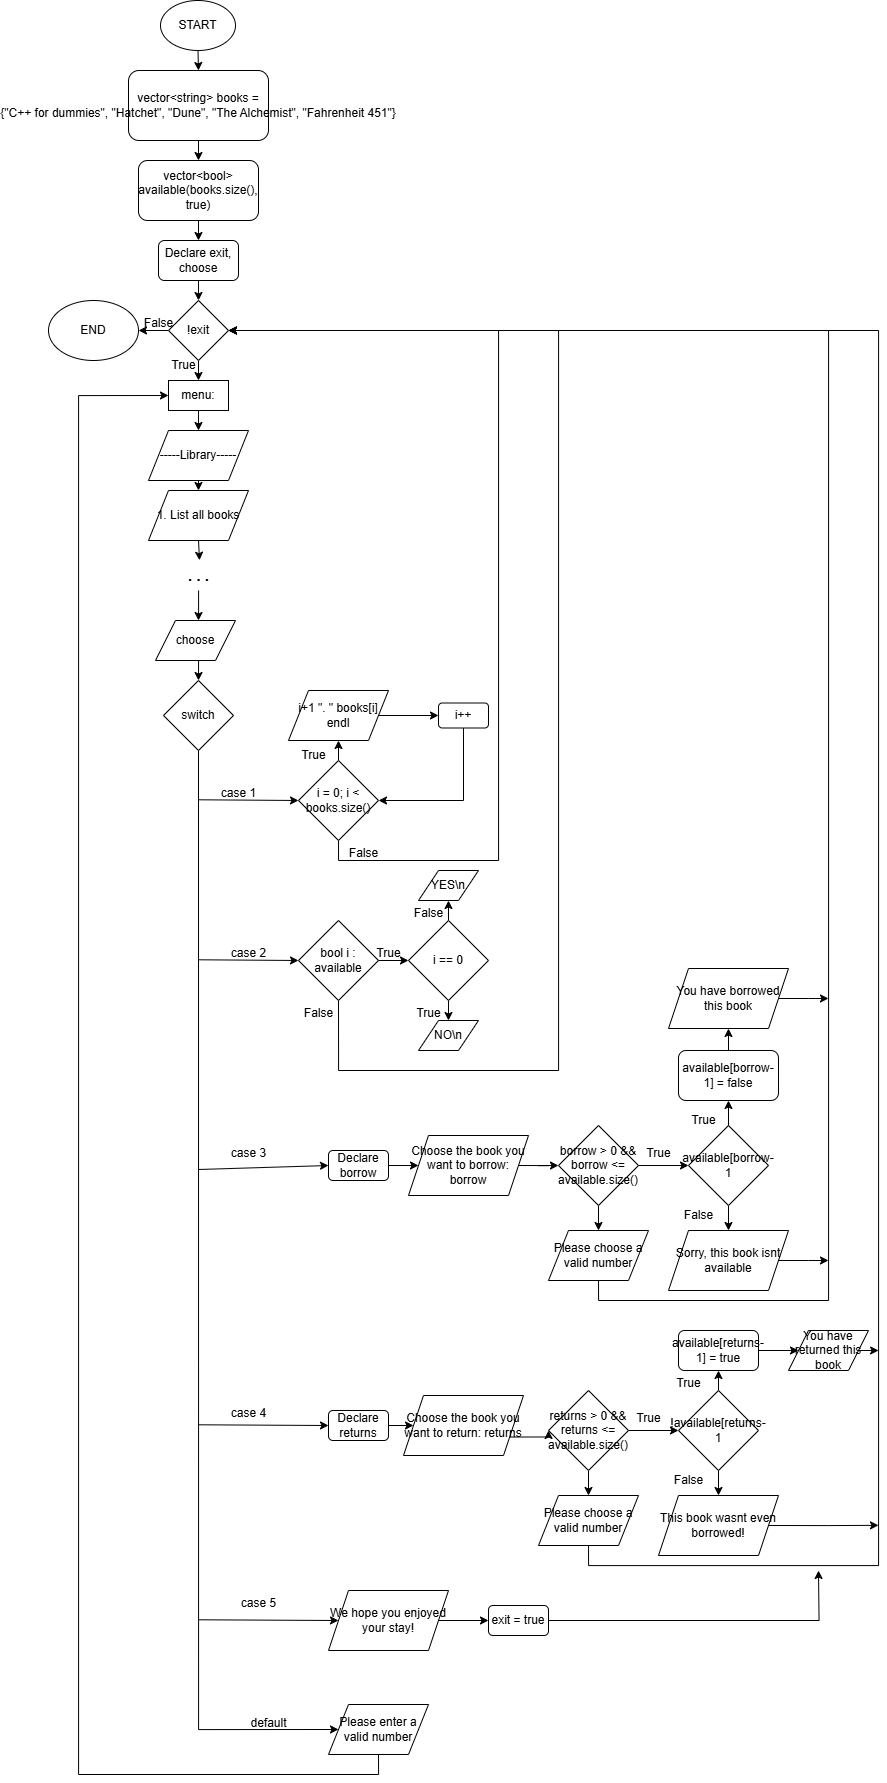 START
vector<string> books =
{"C++ for dummies", "Hatchet", "Dune", "The Alchemist", "Fahrenheit 451"}
vector<bool>
available(books.size(),
true)
Declare exit,
choose
END
False
!exit
True
menu:
-----Library-----
1. List all books
. . .
choose
switch
i+1 ". " books[i]
endl
i++
True
case 1
i = 0; i <
books.size()
False
YES\n
False
case 2
bool i :
available
True
i == 0
False
True
NO\n
You have borrowed
this book
available[borrow-
1] = false
True
case 3
Declare
borrow
Choose the book you
want to borrow:
borrow
borrow > 0 &&
borrow <=
available.size()
True
available[borrow-
1
False
Please choose a
valid number
Sorry, this book isnt
available
available[returns-
1] = true
You have
returned this
book
True
case 4
Declare
returns
Choose the book you
want to return: returns
returns > 0 &&
returns <=
available.size()
True
!available[returns-
1
False
Please choose a
valid number
This book wasnt even
borrowed!
case 5
We hope you enjoyed
your stay!
exit = true
default
Please enter a
valid number